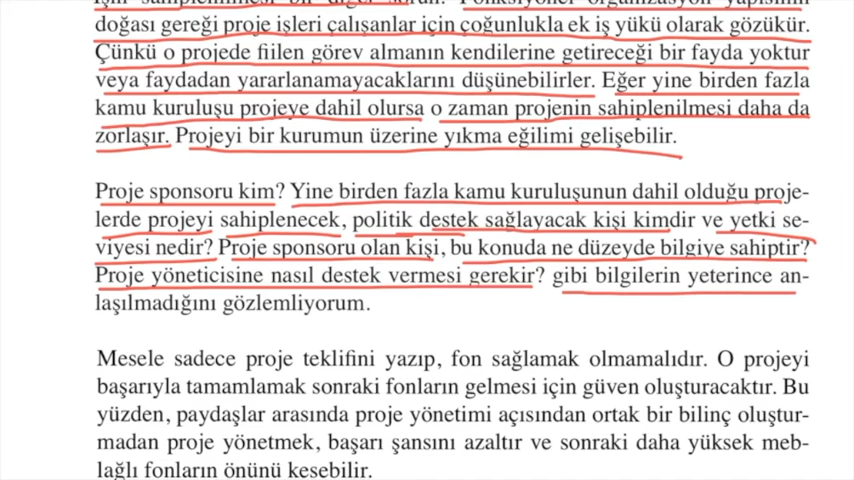 doğası gereği proje işleri çalışanlar için çoğunlukla ek iş yükü olarak gözükür.
Çünkü o projede fiilen görev almanın kendilerine getireceği bir fayda yoktur
veya faydadan yararlanamayacaklarını düşünebilirler. Eğer yine birden fazla
kamu kuruluşu projeye dahil olursa o zaman projenin sahiplenilmesi daha da
zorlaşır. Projeyi bir kurumun üzerine yıkma eğilimi gelişebilir.
Proje sponsoru kim? Yine birden fazla kamu kuruluşunun dahil olduğu proje-
lerde projeyi sahiplenecek, politik destek sağlayacak kişi kimdir ve yetki se-
viyesi nedir? Proje sponsoru olan kişi, bu konuda ne düzeyde bilgiye sahiptir?
Proje yöneticisine nasıl destek vermesi gerekir? gibi bilgilerin yeterince an-
laşılmadığını gözlemliyorum.
Mesele sadece proje teklifini yazıp, fon sağlamak olmamalıdır. O projeyi
başarıyla tamamlamak sonraki fonların gelmesi için güven oluşturacaktır. Bu
yüzden, paydaşlar arasında proje yönetimi açısından ortak bir bilinç oluştur-
madan proje yönetmek, başarı şansını azaltır ve sonraki daha yüksek meb-
lağlı fonların önünü kesebilir.